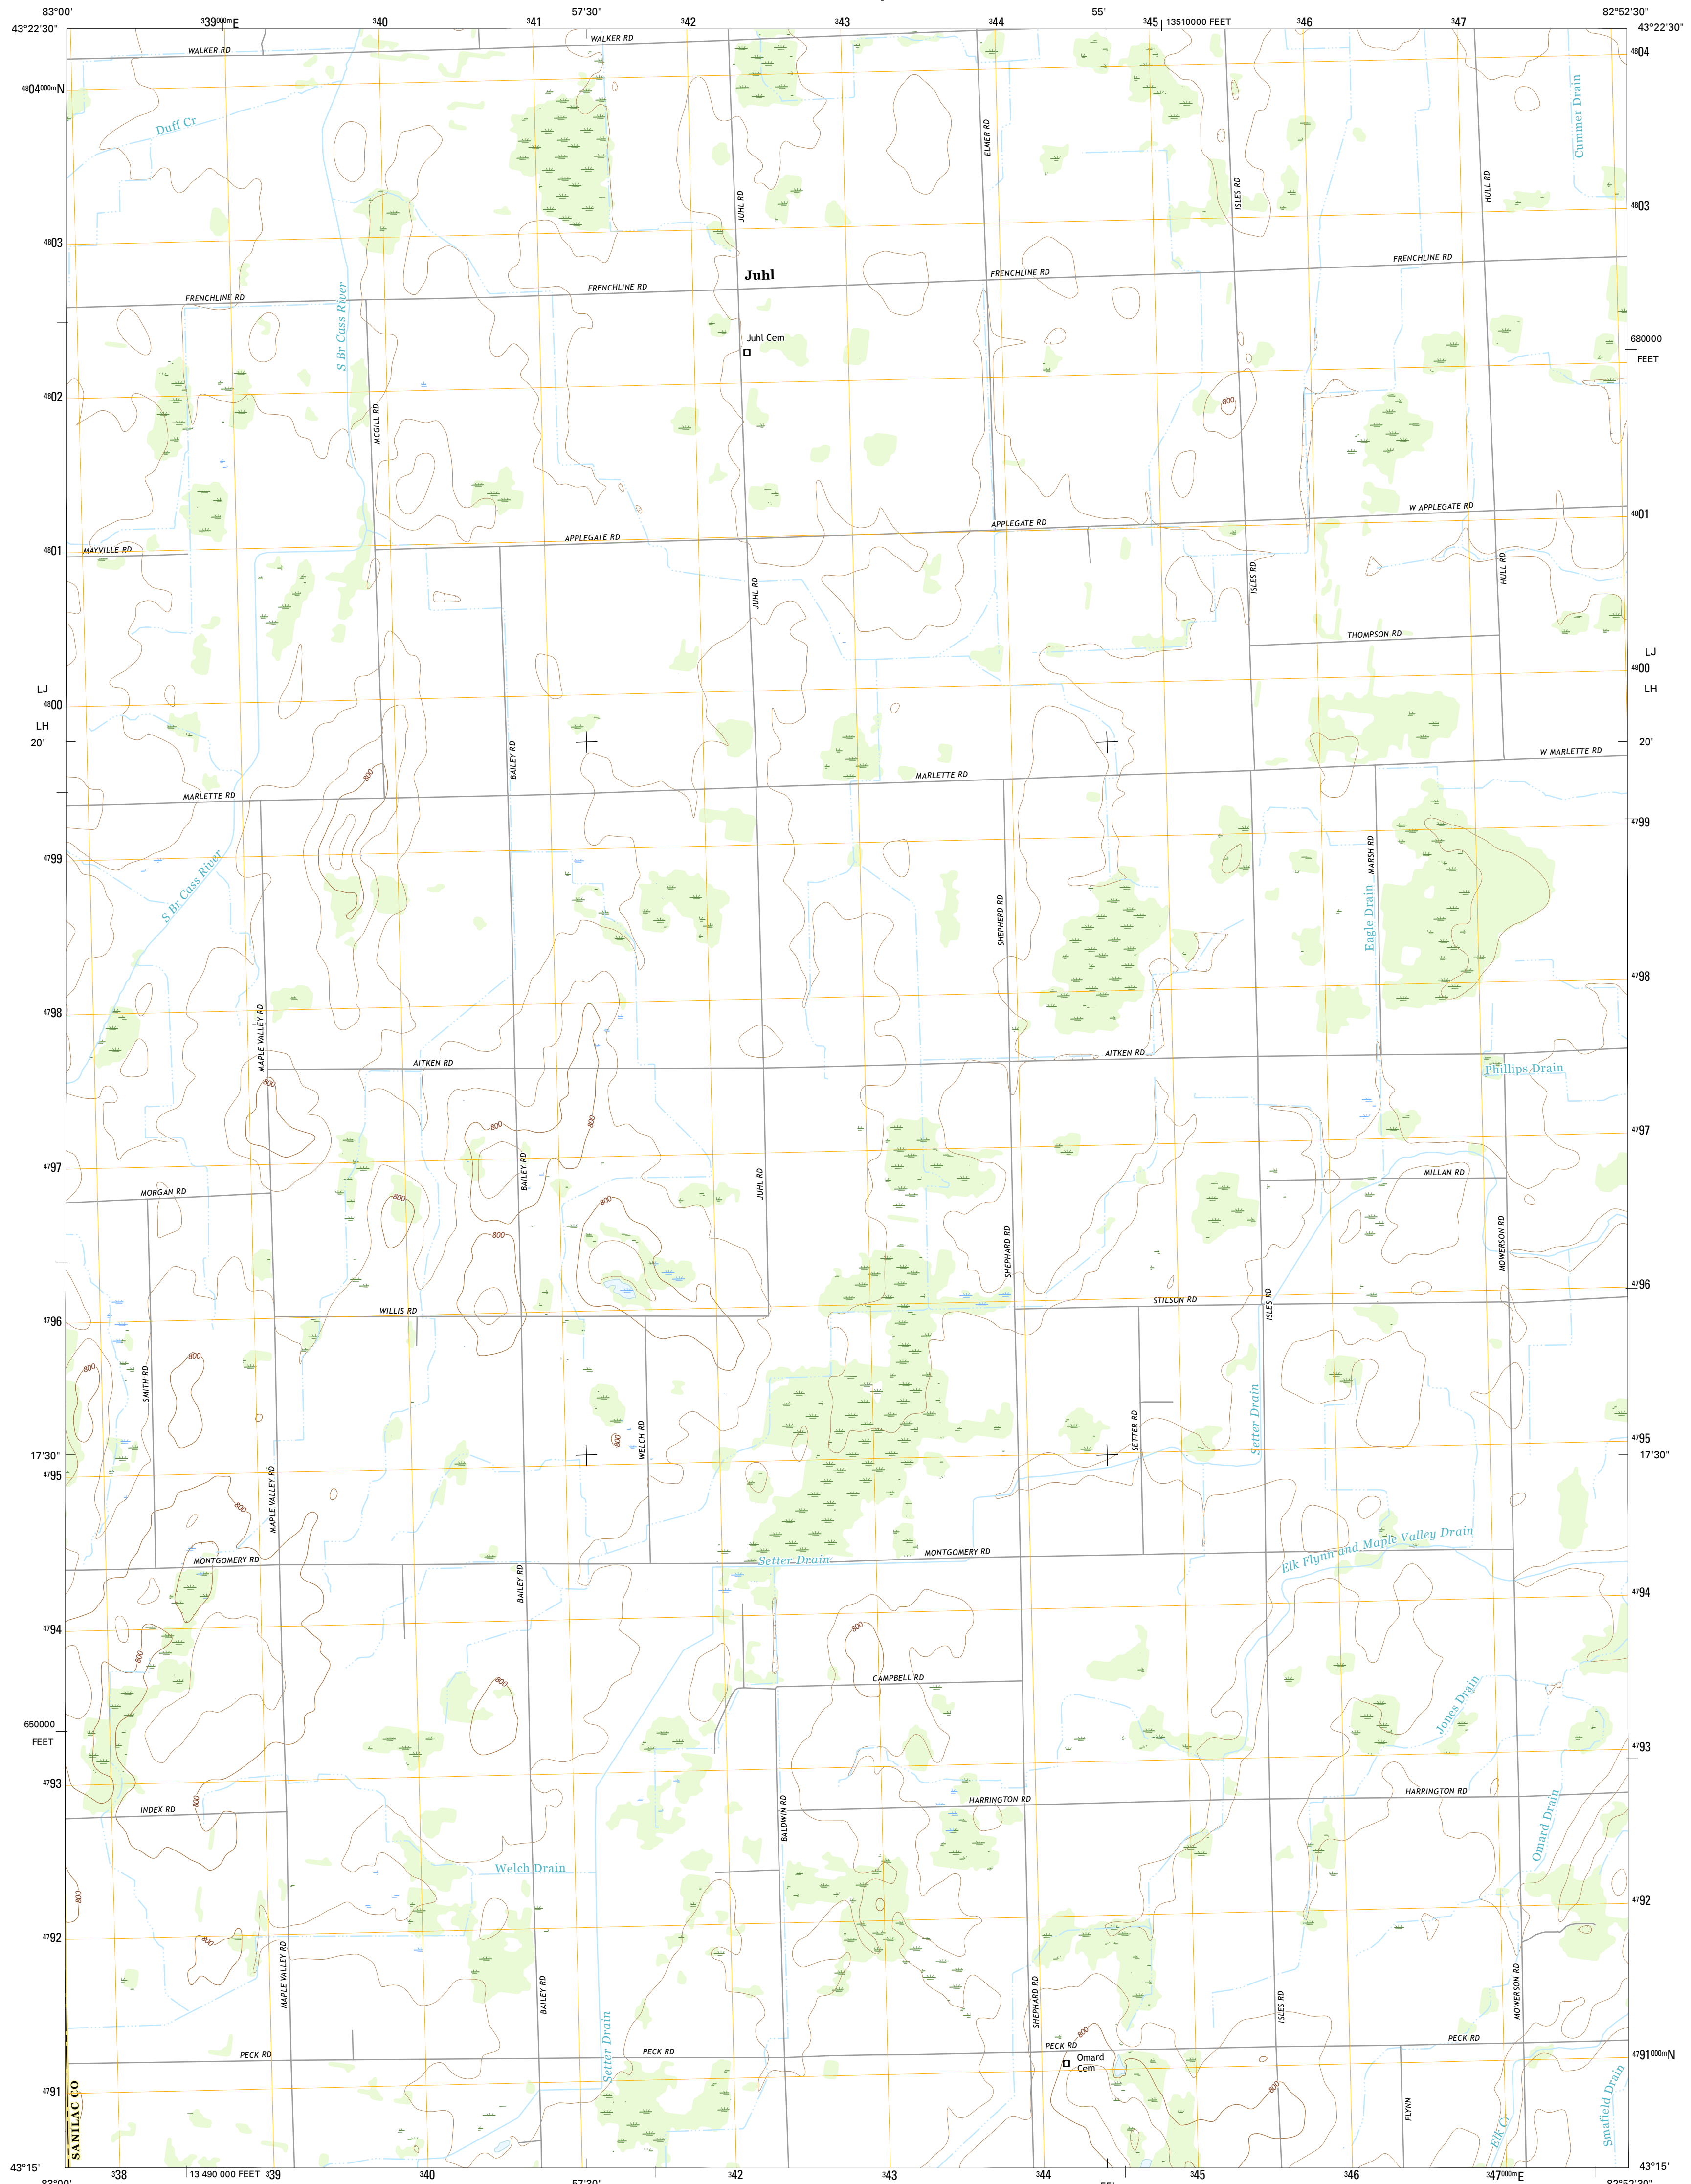 83°00'
³39⁰⁰⁰ᵐE
³40
³41
57'30"
³42
³43
³44
55'
³45
13510000 FEET
³46
³47
82°52'30"
43°22'30"
43°22'30"
WALKER RD
WALKER RD
⁴⁸04
⁴⁸04⁰⁰⁰ᵐN
Duff Cr
ELMER RD
Cummer Drain
JUHL RD
ISLES RD
HULL RD
⁴⁸03
⁴⁸03
Juhl
FRENCHLINE RD
FRENCHLINE RD
FRENCHLINE RD
FRENCHLINE RD
S Br Cass River
Juhl Cem
680000
FEET
⁴⁸02
MCGILL RD
800
W APPLEGATE RD
APPLEGATE RD
⁴⁸01
APPLEGATE RD
⁴⁸01
MAYVILLE RD
JUHL RD
ISLES RD
HULL RD
THOMPSON RD
LJ
⁴⁸00
LH
LJ
⁴⁸00
LH
20'
20'
BAILEY RD
W MARLETTE RD
800
MARLETTE RD
MARLETTE RD
⁴⁷99
⁴⁷99
MARSH RD
S Br Cass River
SHEPHERD RD
Eagle Drain
⁴⁷98
⁴⁷98
MAPLE VALLEY RD
AITKEN RD
AITKEN RD
Phillips Drain
800
800
800
⁴⁷97
⁴⁷97
BAILEY RD
JUHL RD
MILLAN RD
MORGAN RD
800
800
800
SHEPHARD RD
MOWERSON RD
⁴⁷96
STILSON RD
ISLES RD
WILLIS RD
⁴⁷96
800
800
SMITH RD
Setter Drain
SETTER RD
WELCH RD
800
⁴⁷95
17'30"
17'30"
⁴⁷95
MAPLE VALLEY RD
800
Elk Flynn and Maple Valley Drain
MONTGOMERY RD
MONTGOMERY RD
Setter Drain
BAILEY RD
⁴⁷94
⁴⁷94
800
800
CAMPBELL RD
800
Jones Drain
650000
FEET
⁴⁷93
⁴⁷93
HARRINGTON RD
HARRINGTON RD
INDEX RD
800
BALDWIN RD
Omard Drain
Welch Drain
800
⁴⁷92
⁴⁷92
800
MAPLE VALLEY RD
BAILEY RD
SHEPHARD RD
ISLES RD
MOWERSON RD
Setter Drain
800
PECK RD
PECK RD
PECK RD
PECK RD
Omard
Cem
⁴⁷91⁰⁰⁰ᵐN
⁴⁷91
800
SANILAC CO
FLYNN
Elk Cr
Smafield Drain
43°15'
43°15'
83°00'
³38
13 490 000 FEET
³39
³40
57'30"
³42
³43
³44
55'
³45
³46
³47⁰⁰⁰ᵐE
82°52'30"